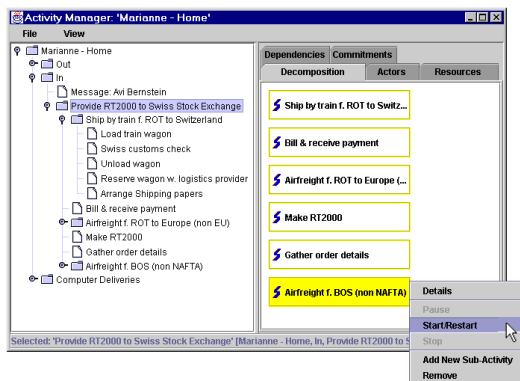 Activity Manager: 'Marianne - Home'
File View
Marianne - Home
Out
In
Message: Avi Bernstein
Provide RT2000 to Swiss Stock Exchange
Ship by train f. ROT to Switzerland
Load train wagon
Swiss customs check
Unload wagon
Reserve wagon w. logistics provider
Arrange Shipping papers
Bill & receive payment
Airfreight f. ROT to Europe (non EU)
Make RT2000
Gather order details
Airfreight f. BOS (non NAFTA)
Computer Deliveries
Dependencies Commitments
Decomposition Actors Resources
Ship by train f. ROT to Switz...
Bill & receive payment
Airfreight f. ROT to Europe (...
Make RT2000
Gather order details
Airfreight f. BOS (non NAFTA)
Details
Pause
Start/Restart
Stop
Add New Sub-Activity
Remove
Selected: 'Provide RT2000 to Swiss Stock Exchange' [Marianne - Home, In, Provide RT2000 to S